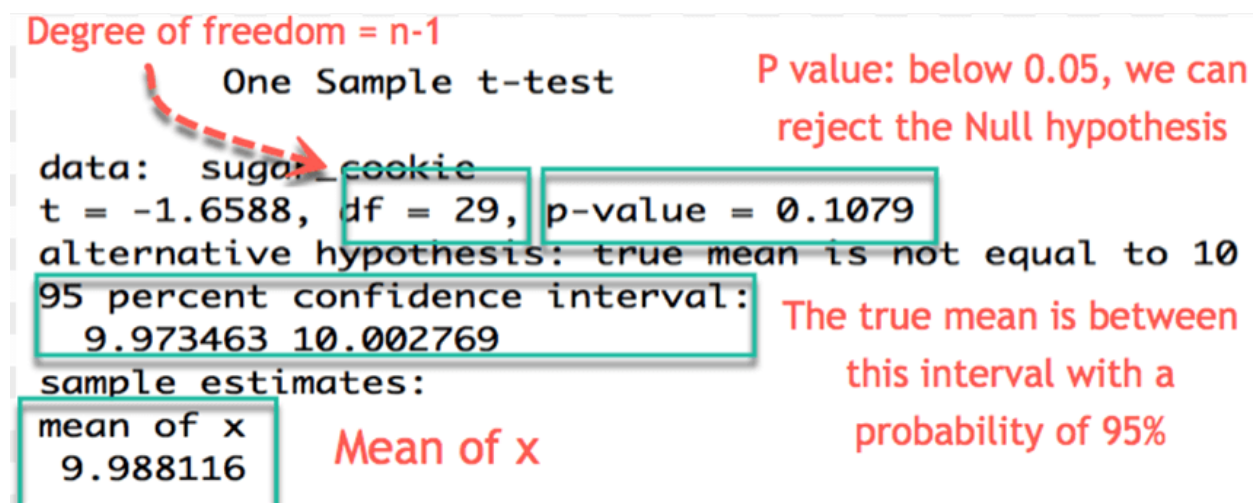 Degree of freedom = n-1
One Sample t-test
P value: below 0.05, we can
reject the Null hypothesis
data: sugar_cookie
t = -1.6588, df = 29, p-value = 0.1079
alternative hypothesis: true mean is not equal to 10
95 percent confidence interval:
9.973463 10.002769
The true mean is between
this interval with a
probability of 95%
sample estimates:
mean of x
9.988116
Mean of x